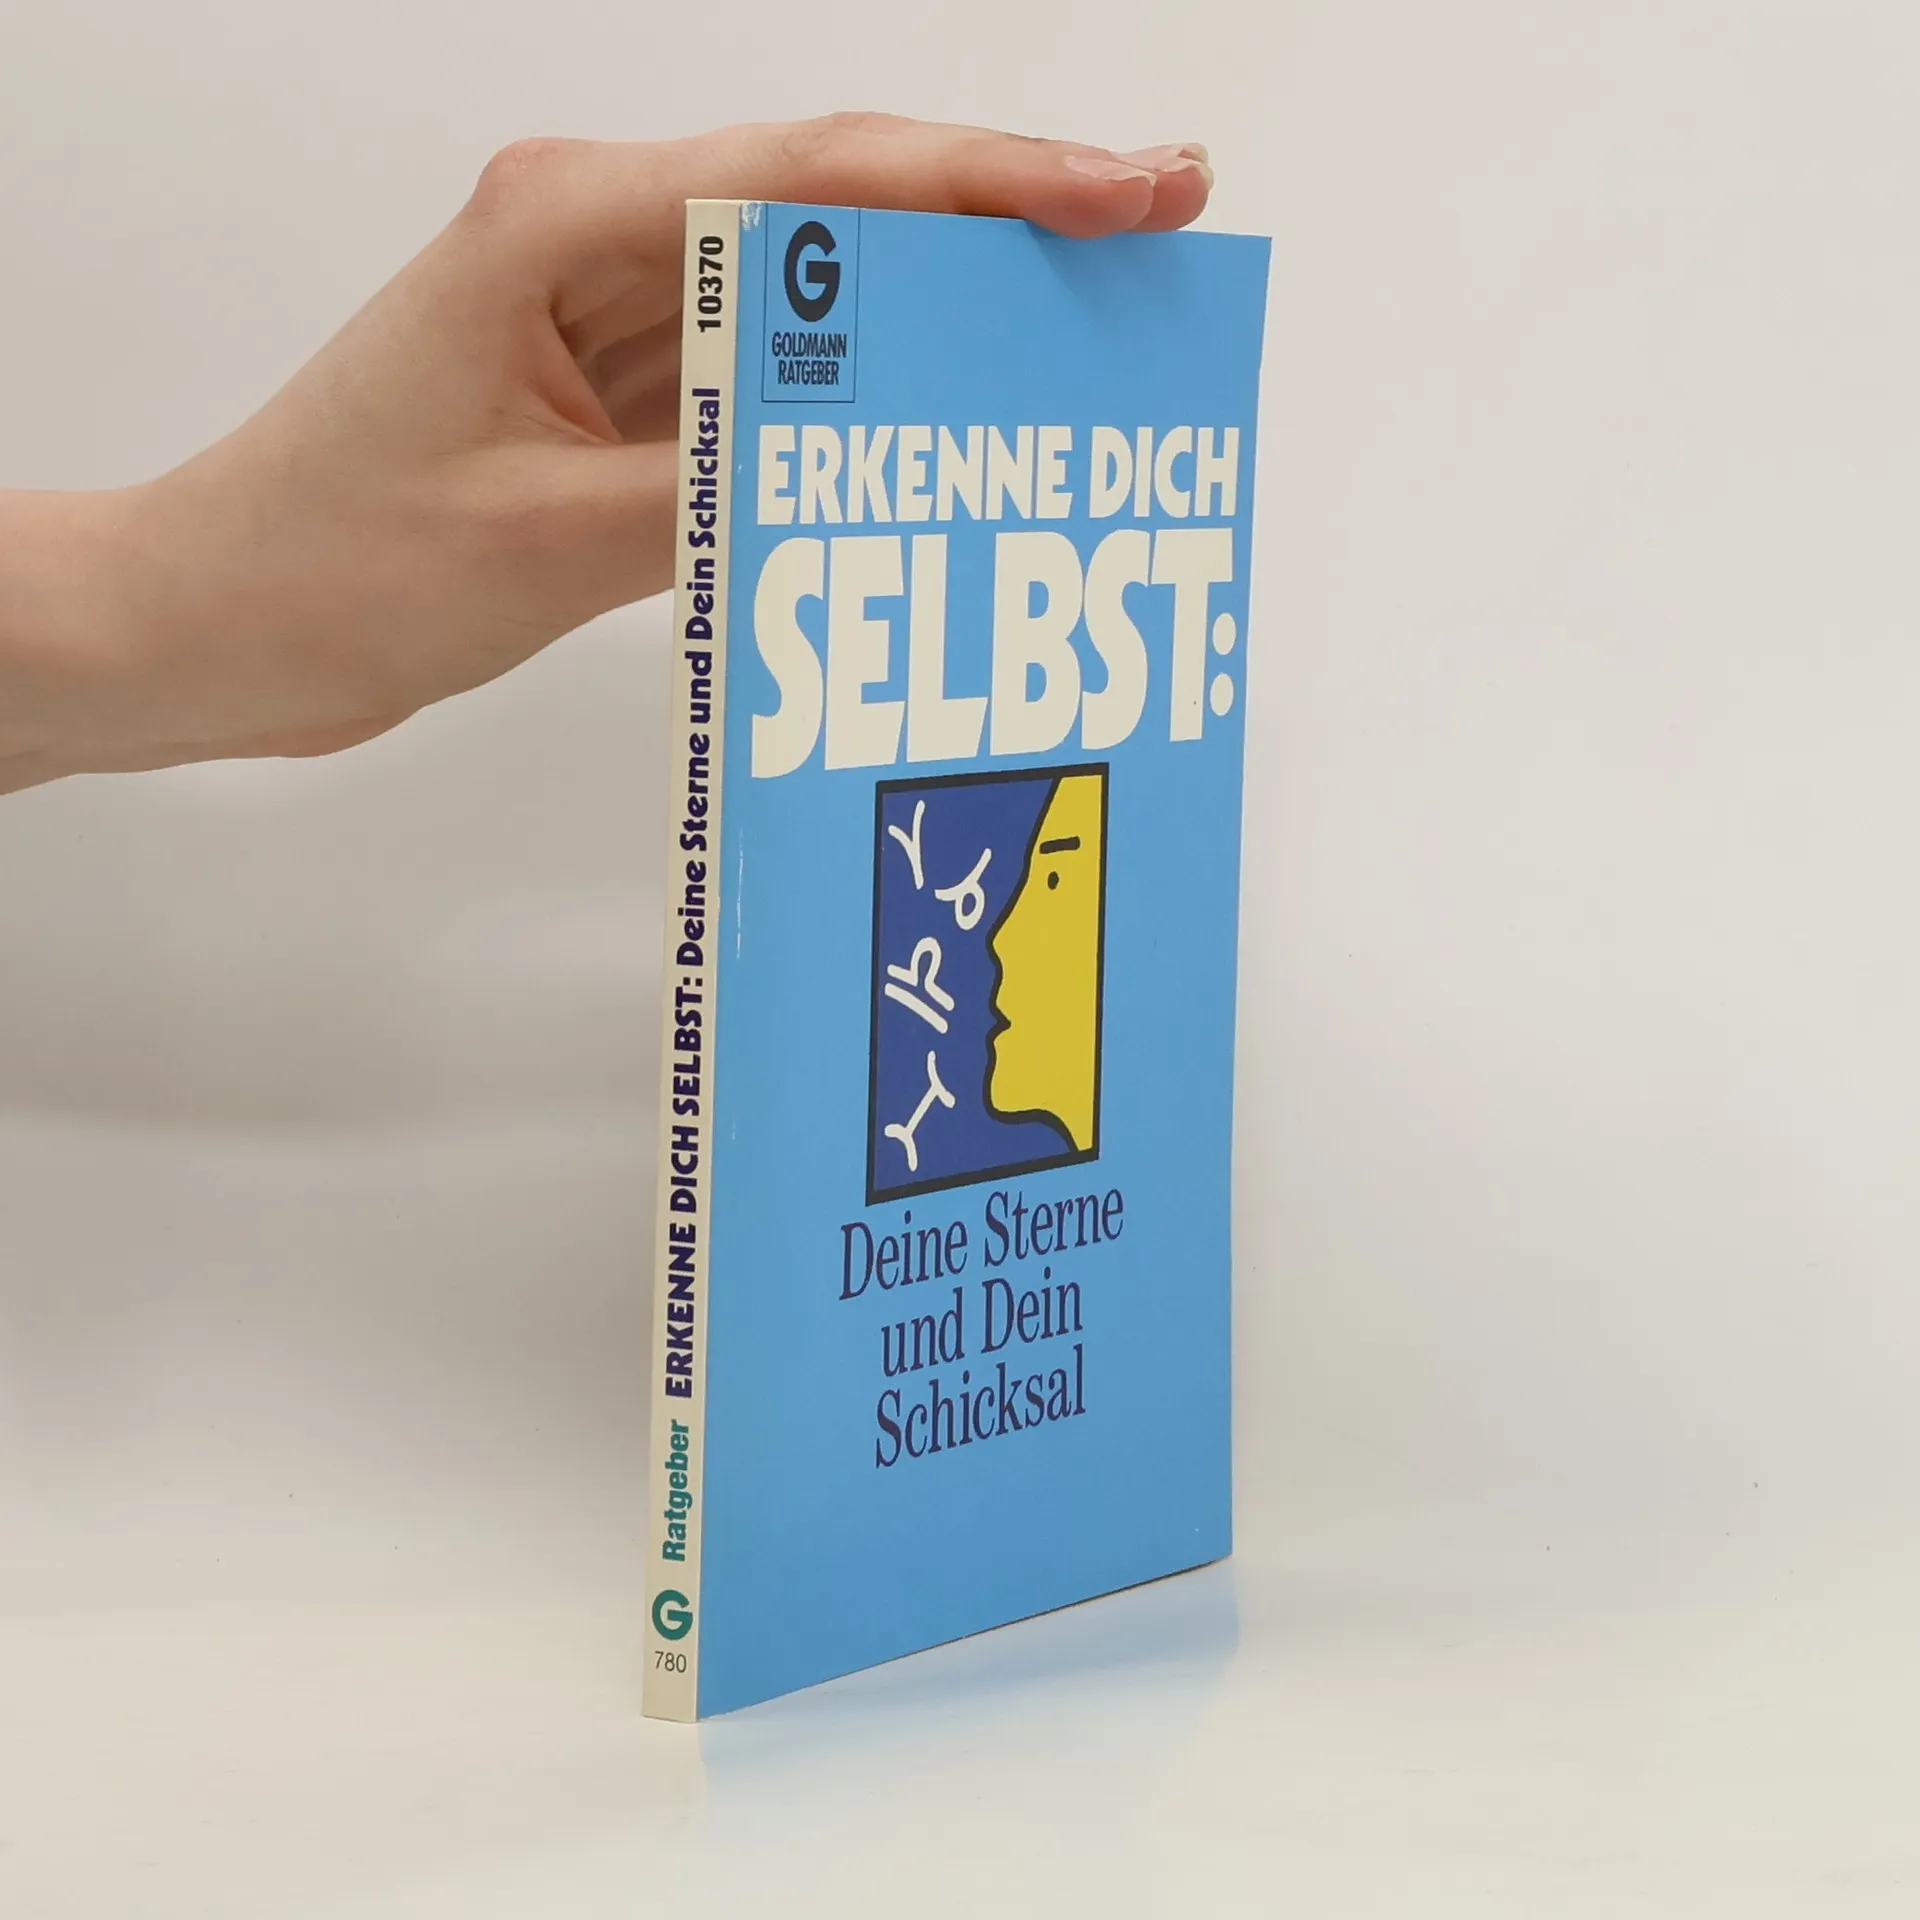 10370
ERKENNE DICH SELBST: Deine Sterne und Dein Schicksal
Ratgeber
G
780
G
GOLDMANN
RATGEBER
ERKENNE DICH
SELBST:
Deine Sterne
und Dein
Schicksal